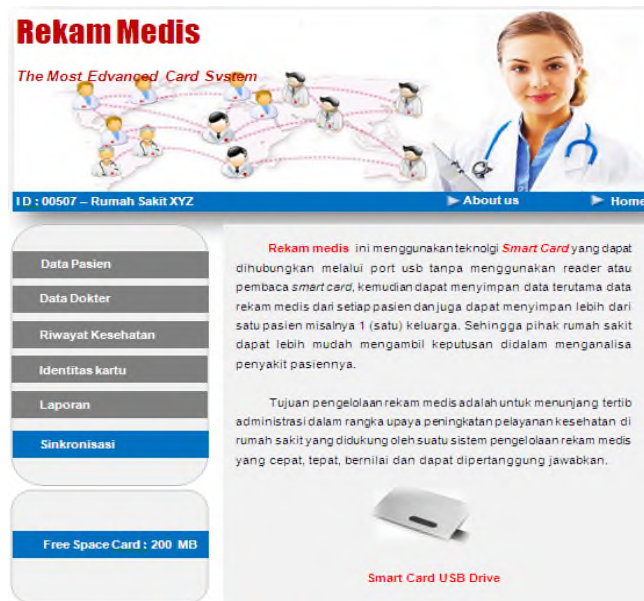 Rekam Medis
The Most Edvanced Card System
ID : 00507 – Rumah Sakit XYZ
About us
Home
Data Pasien
Data Dokter
Riwayat Kesehatan
Identitas kartu
Laporan
Sinkronisasi
Free Space Card : 200 MB
Rekam medis ini menggunakan teknolgi Smart Card yang dapat
dihubungkan melalui port usb tanpa menggunakan reader atau
pembaca smart card, kemudian dapat menyimpan data terutama data
rekam medis dari setiap pasien dan juga dapat menyimpan lebih dari
satu pasien misalnya 1 (satu) keluarga. Sehingga pihak rumah sakit
dapat lebih mudah mengambil keputusan didalam menganalisa
penyakit pasiennya.
Tujuan pengelolaan rekam medis adalah untuk menunjang tertib
administrasi dalam rangka upaya peningkatan pelayanan kesehatan di
rumah sakit yang didukung oleh suatu sistem pengelolaan rekam medis
yang cepat, tepat, bernilai dan dapat dipertanggung jawabkan.
Smart Card USB Drive